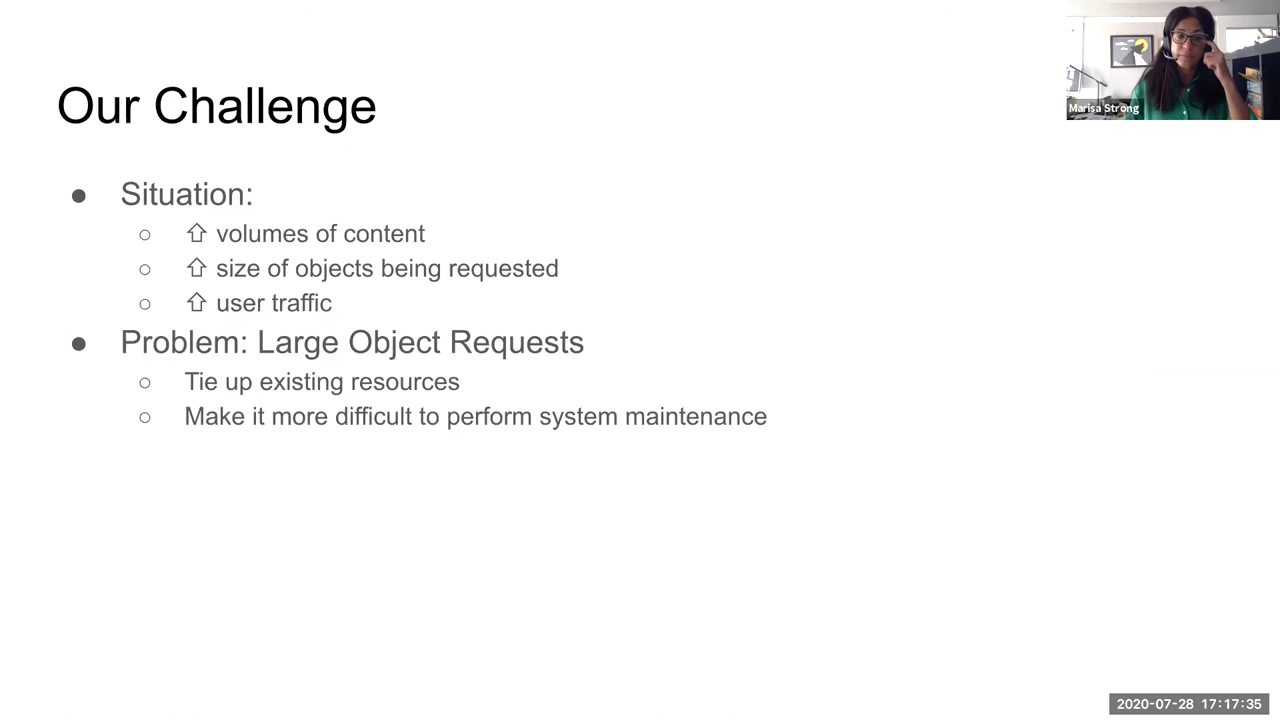 Marisa Strong
Our Challenge
● Situation:
○ ⇧ volumes of content
○ ⇧ size of objects being requested
○ ⇧ user traffic
● Problem: Large Object Requests
○ Tie up existing resources
○ Make it more difficult to perform system maintenance
2020-07-28 17:17:35